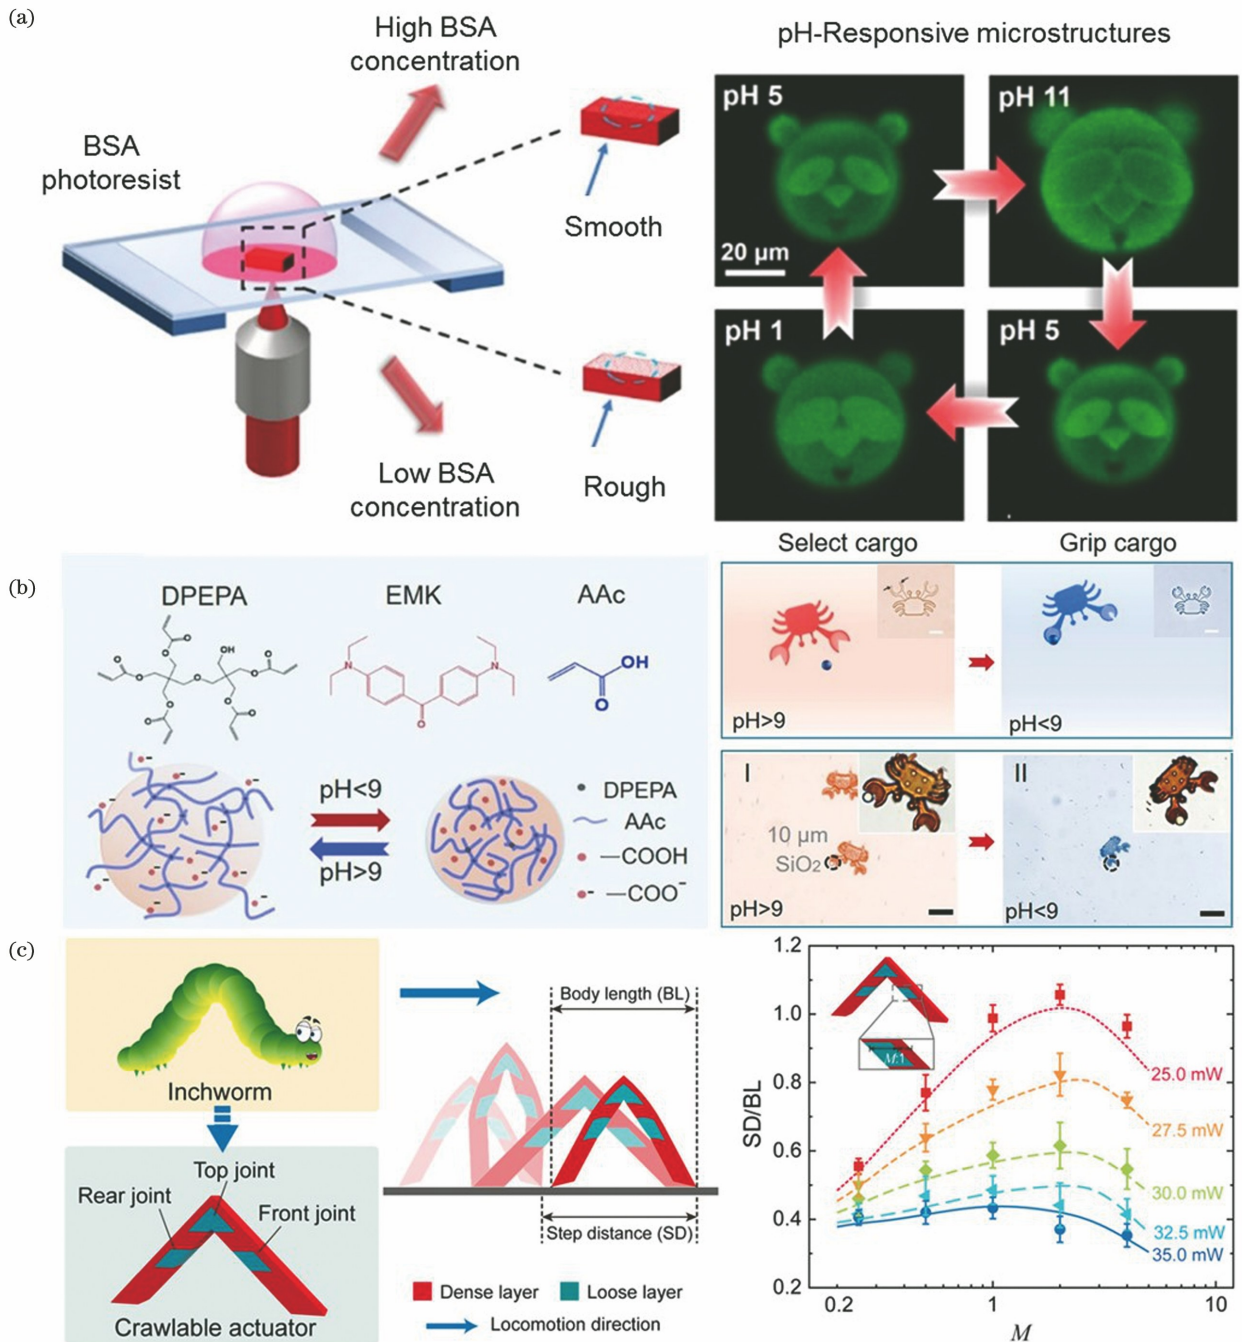 (a)
High BSA
concentration
BSA
photoresist
Smooth
Low BSA
concentration
Rough
pH-Responsive microstructures
pH 5
pH 11
20 μm
pH 1
pH 5
(b)
DPEPA
EMK
AAc
OH
O
O
O
O
O
O
O
O
O
O
O
N
N
O
OH
O
pH<9
pH>9
DPEPA
AAc
—COOH
—COO⁻
Select cargo
Grip cargo
pH>9
pH<9
I
10 μm
SiO₂
pH>9
II
pH<9
(c)
Inchworm
Top joint
Rear joint
Front joint
Crawlable actuator
Body length (BL)
Step distance (SD)
Dense layer
Loose layer
Locomotion direction
SD/BL
1.2
1.0
0.8
0.6
0.4
0.2
M:1
25.0 mW
27.5 mW
30.0 mW
32.5 mW
35.0 mW
0.2
1
10
M